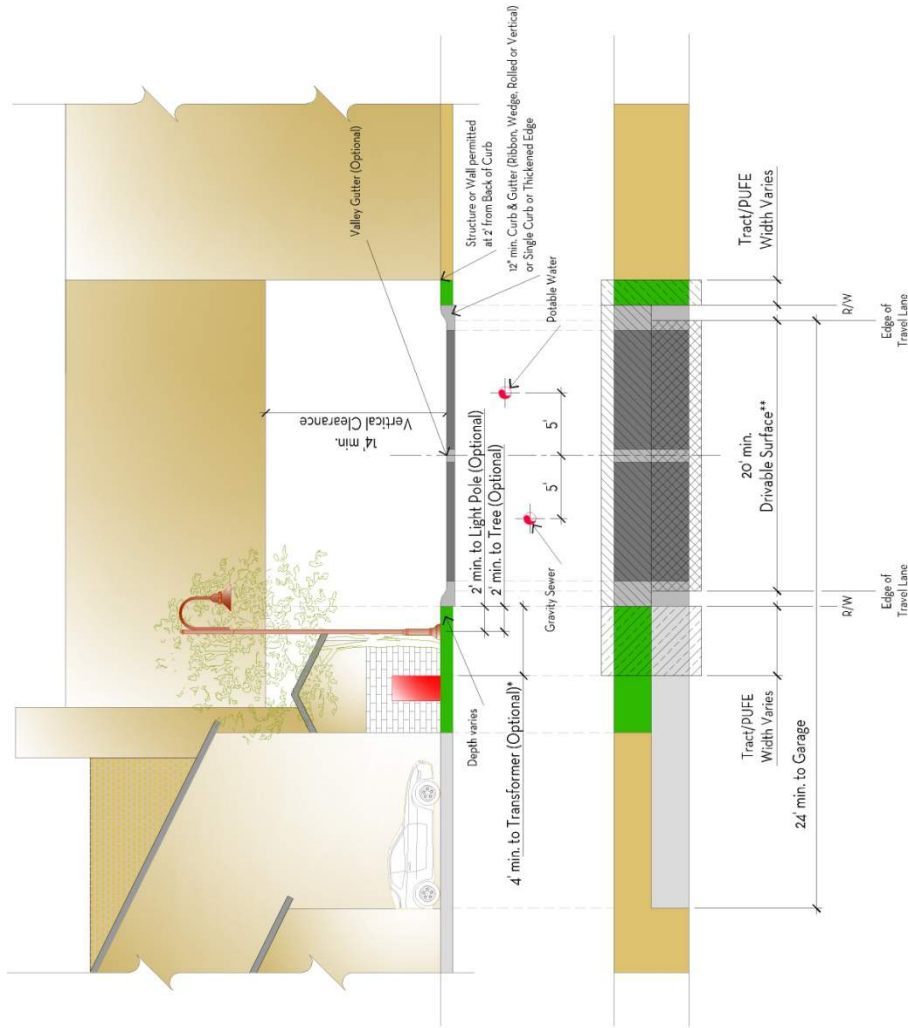 Valley Gutter (Optional)
Structure or Wall permitted
at 2' from Back of Curb
12" min. Curb & Gutter (Ribbon, Wedge, Rolled or Vertical)
or Single Curb or Thickened Edge
14' min.
Vertical Clearance
Potable Water
2' min. to Light Pole (Optional)
2' min. to Tree (Optional)
5'
5'
Gravity Sewer
Depth varies
4' min. to Transformer (Optional)*
Tract/PUFE
Width Varies
R/W
Edge of
Travel Lane
20' min.
Drivable Surface**
R/W
Edge of
Travel Lane
Tract/PUFE
Width Varies
24' min. to Garage